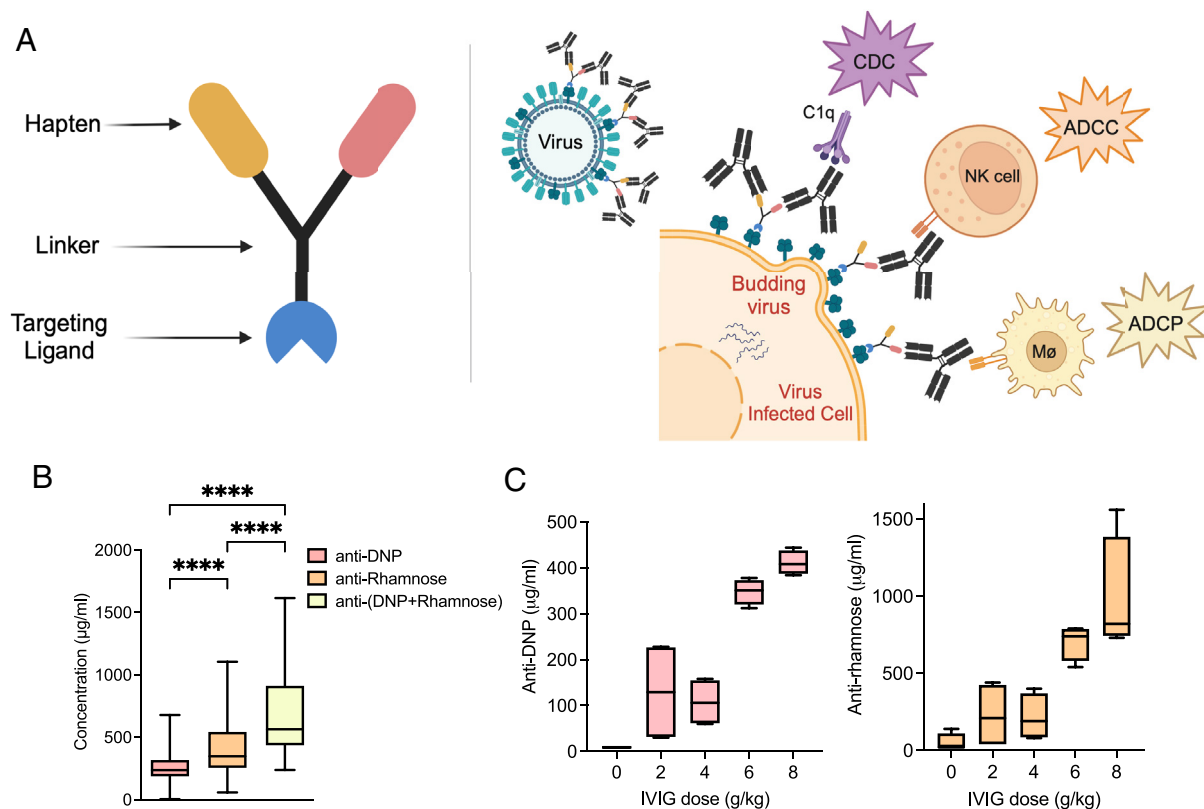 A
Hapten
Linker
Targeting
Ligand
Virus
CDC
C1q
ADCC
NK cell
Budding
virus
ADCP
Mø
Virus
Infected Cell
B
****
****
****
anti-DNP
anti-Rhamnose
anti-(DNP+Rhamnose)
Concentration (µg/ml)
2000
1500
1000
500
0
C
Anti-DNP (µg/ml)
500
400
300
200
100
0
0 2 4 6 8
IVIG dose (g/kg)
Anti-rhamnose (µg/ml)
1500
1000
500
0
0 2 4 6 8
IVIG dose (g/kg)